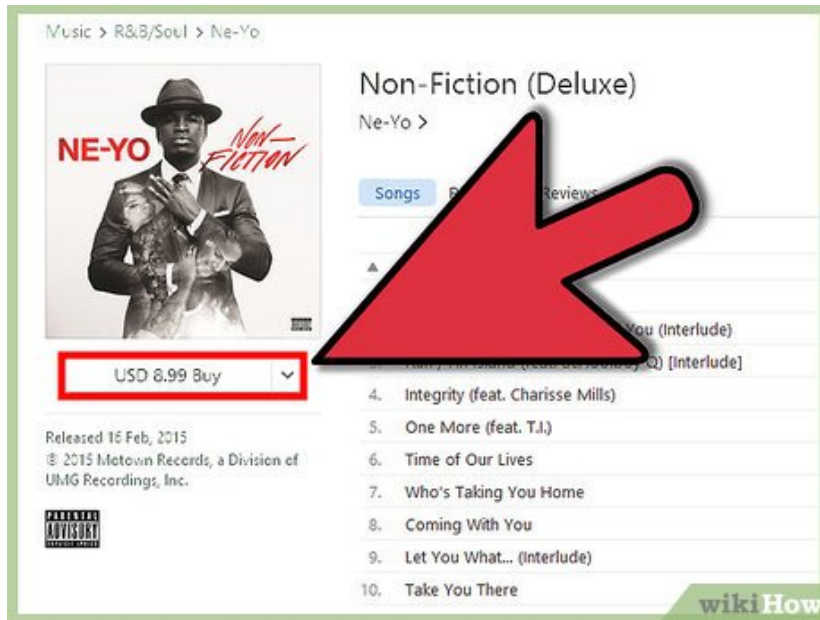 Music > R&B/Soul > Ne-Yo
NE-YO
NON-
FICTION
USD 8.99 Buy
Released 16 Feb, 2015
℗ 2015 Motown Records, a Division of
UMG Recordings, Inc.
PARENTAL
ADVISORY
EXPLICIT LYRICS
Non-Fiction (Deluxe)
Ne-Yo >
Songs Reviews
You (Interlude)
Q) [Interlude]
4. Integrity (feat. Charisse Mills)
5. One More (feat. T.I.)
6. Time of Our Lives
7. Who's Taking You Home
8. Coming With You
9. Let You What... (Interlude)
10. Take You There
wikiHow